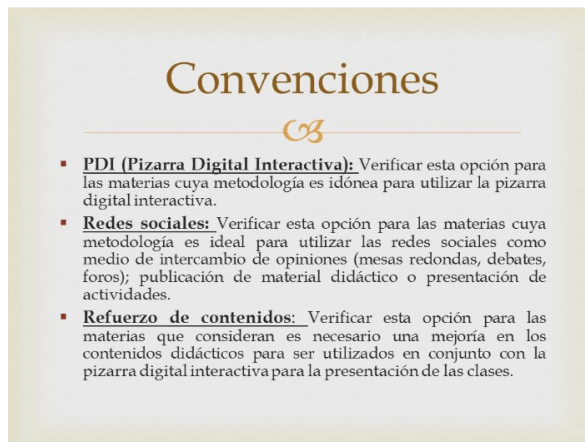 Convenciones
PDI (Pizarra Digital Interactiva): Verificar esta opción para
las materias cuya metodología es idónea para utilizar la pizarra
digital interactiva.
Redes sociales: Verificar esta opción para las materias cuya
metodología es ideal para utilizar las redes sociales como
medio de intercambio de opiniones (mesas redondas, debates,
foros); publicación de material didáctico o presentación de
actividades.
Refuerzo de contenidos: Verificar esta opción para las
materias que consideran es necesario una mejoría en los
contenidos didácticos para ser utilizados en conjunto con la
pizarra digital interactiva para la presentación de las clases.